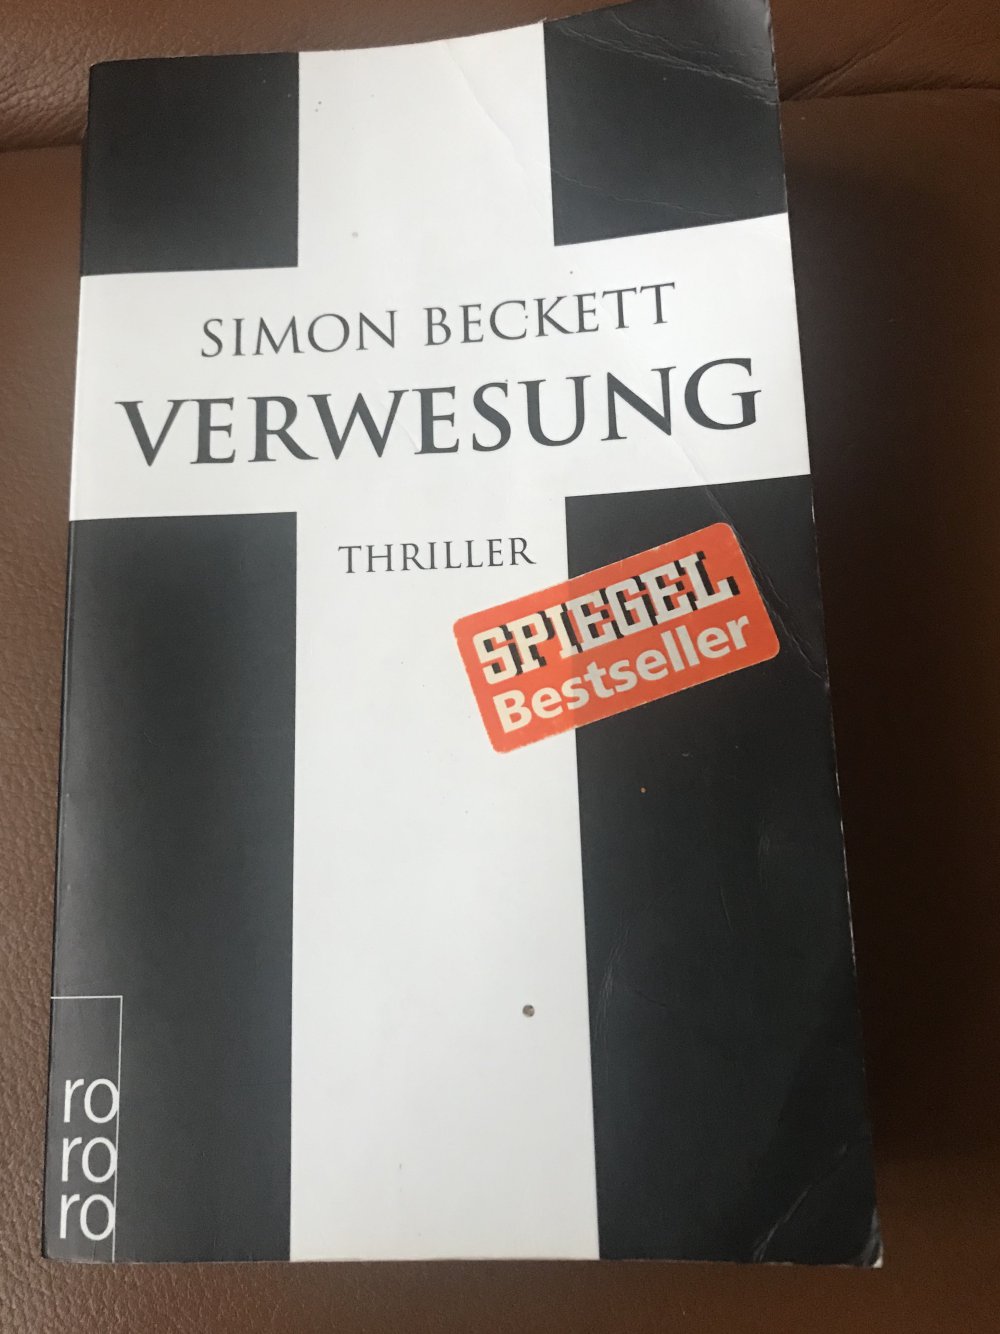 SIMON BECKETT
VERWESUNG
THRILLER
SPIEGEL
Bestseller
ro
ro
ro